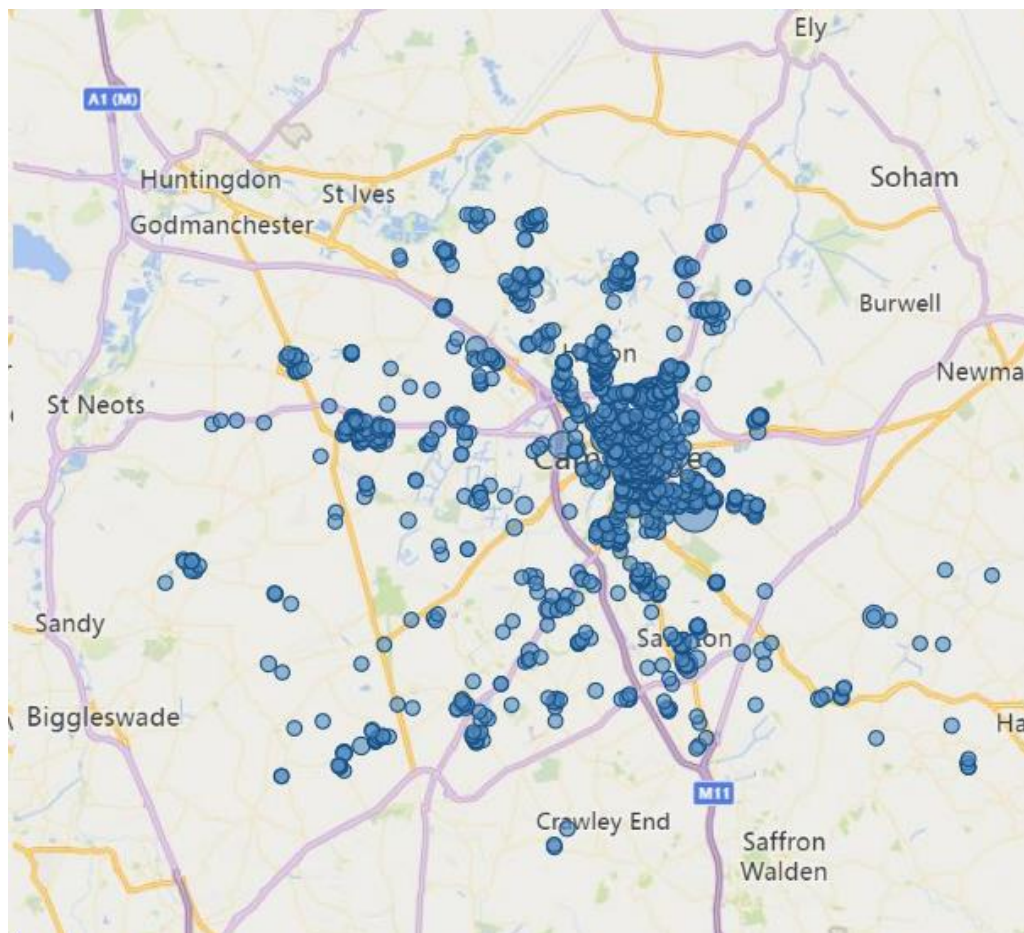 Ely
A1 (M)
Huntingdon
St Ives
Soham
Godmanchester
Burwell
Newma
St Neots
Sandy
Biggleswade
Ha
M11
Crawley End
Saffron
Walden